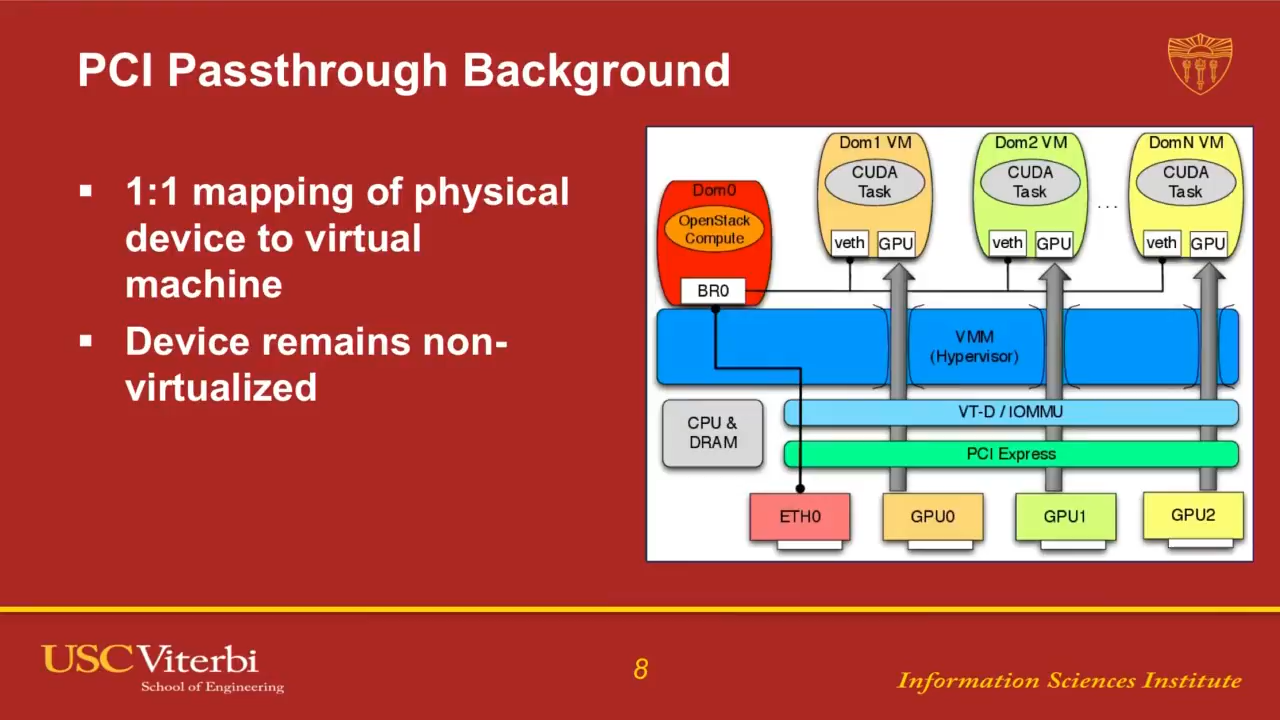 PCI Passthrough Background
▪ 1:1 mapping of physical
device to virtual
machine
▪ Device remains non-
virtualized
Dom0
OpenStack
Compute
BR0
Dom1 VM
CUDA
Task
veth
GPU
Dom2 VM
CUDA
Task
veth
GPU
...
DomN VM
CUDA
Task
veth
GPU
VMM
(Hypervisor)
CPU &
DRAM
VT-D / IOMMU
PCI Express
ETH0
GPU0
GPU1
GPU2
USC Viterbi
School of Engineering
8
Information Sciences Institute